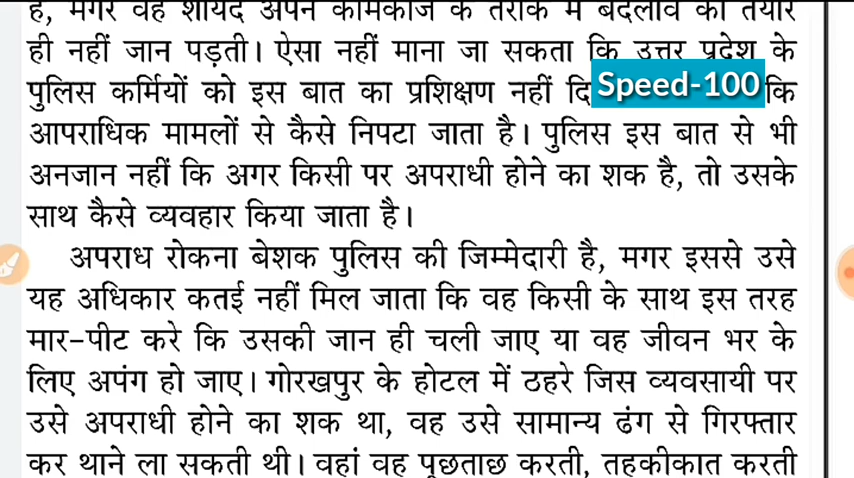 है, मगर वह शायद अपने कामकाज के तरीके में बदलाव को तैयार
ही नहीं जान पड़ती। ऐसा नहीं माना जा सकता कि उत्तर प्रदेश के
पुलिस कर्मियों को इस बात का प्रशिक्षण नहीं दि Speed-100 कि
आपराधिक मामलों से कैसे निपटा जाता है। पुलिस इस बात से भी
अनजान नहीं कि अगर किसी पर अपराधी होने का शक है, तो उसके
साथ कैसे व्यवहार किया जाता है।
अपराध रोकना बेशक पुलिस की जिम्मेदारी है, मगर इससे उसे
यह अधिकार कतई नहीं मिल जाता कि वह किसी के साथ इस तरह
मार-पीट करे कि उसकी जान ही चली जाए या वह जीवन भर के
लिए अपंग हो जाए। गोरखपुर के होटल में ठहरे जिस व्यवसायी पर
उसे अपराधी होने का शक था, वह उसे सामान्य ढंग से गिरफ्तार
कर थाने ला सकती थी। वहां वह पूछताछ करती, तहकीकात करती